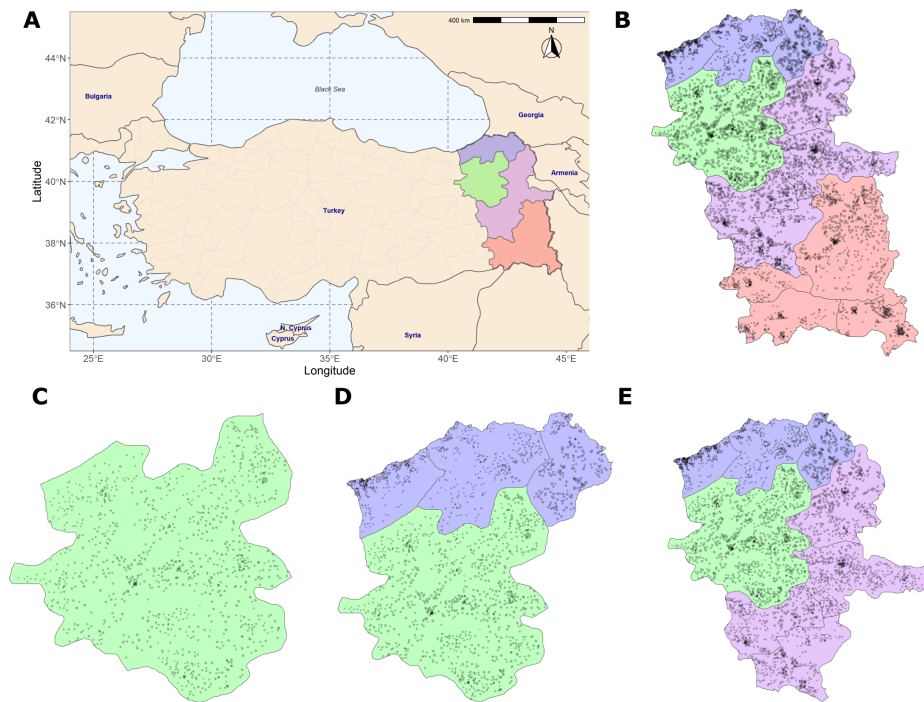 A
B
400 km
N
44°N
42°N
40°N
38°N
36°N
Latitude
Bulgaria
Black Sea
Georgia
Armenia
Turkey
N. Cyprus
Cyprus
Syria
25°E
30°E
35°E
40°E
45°E
Longitude
C
D
E